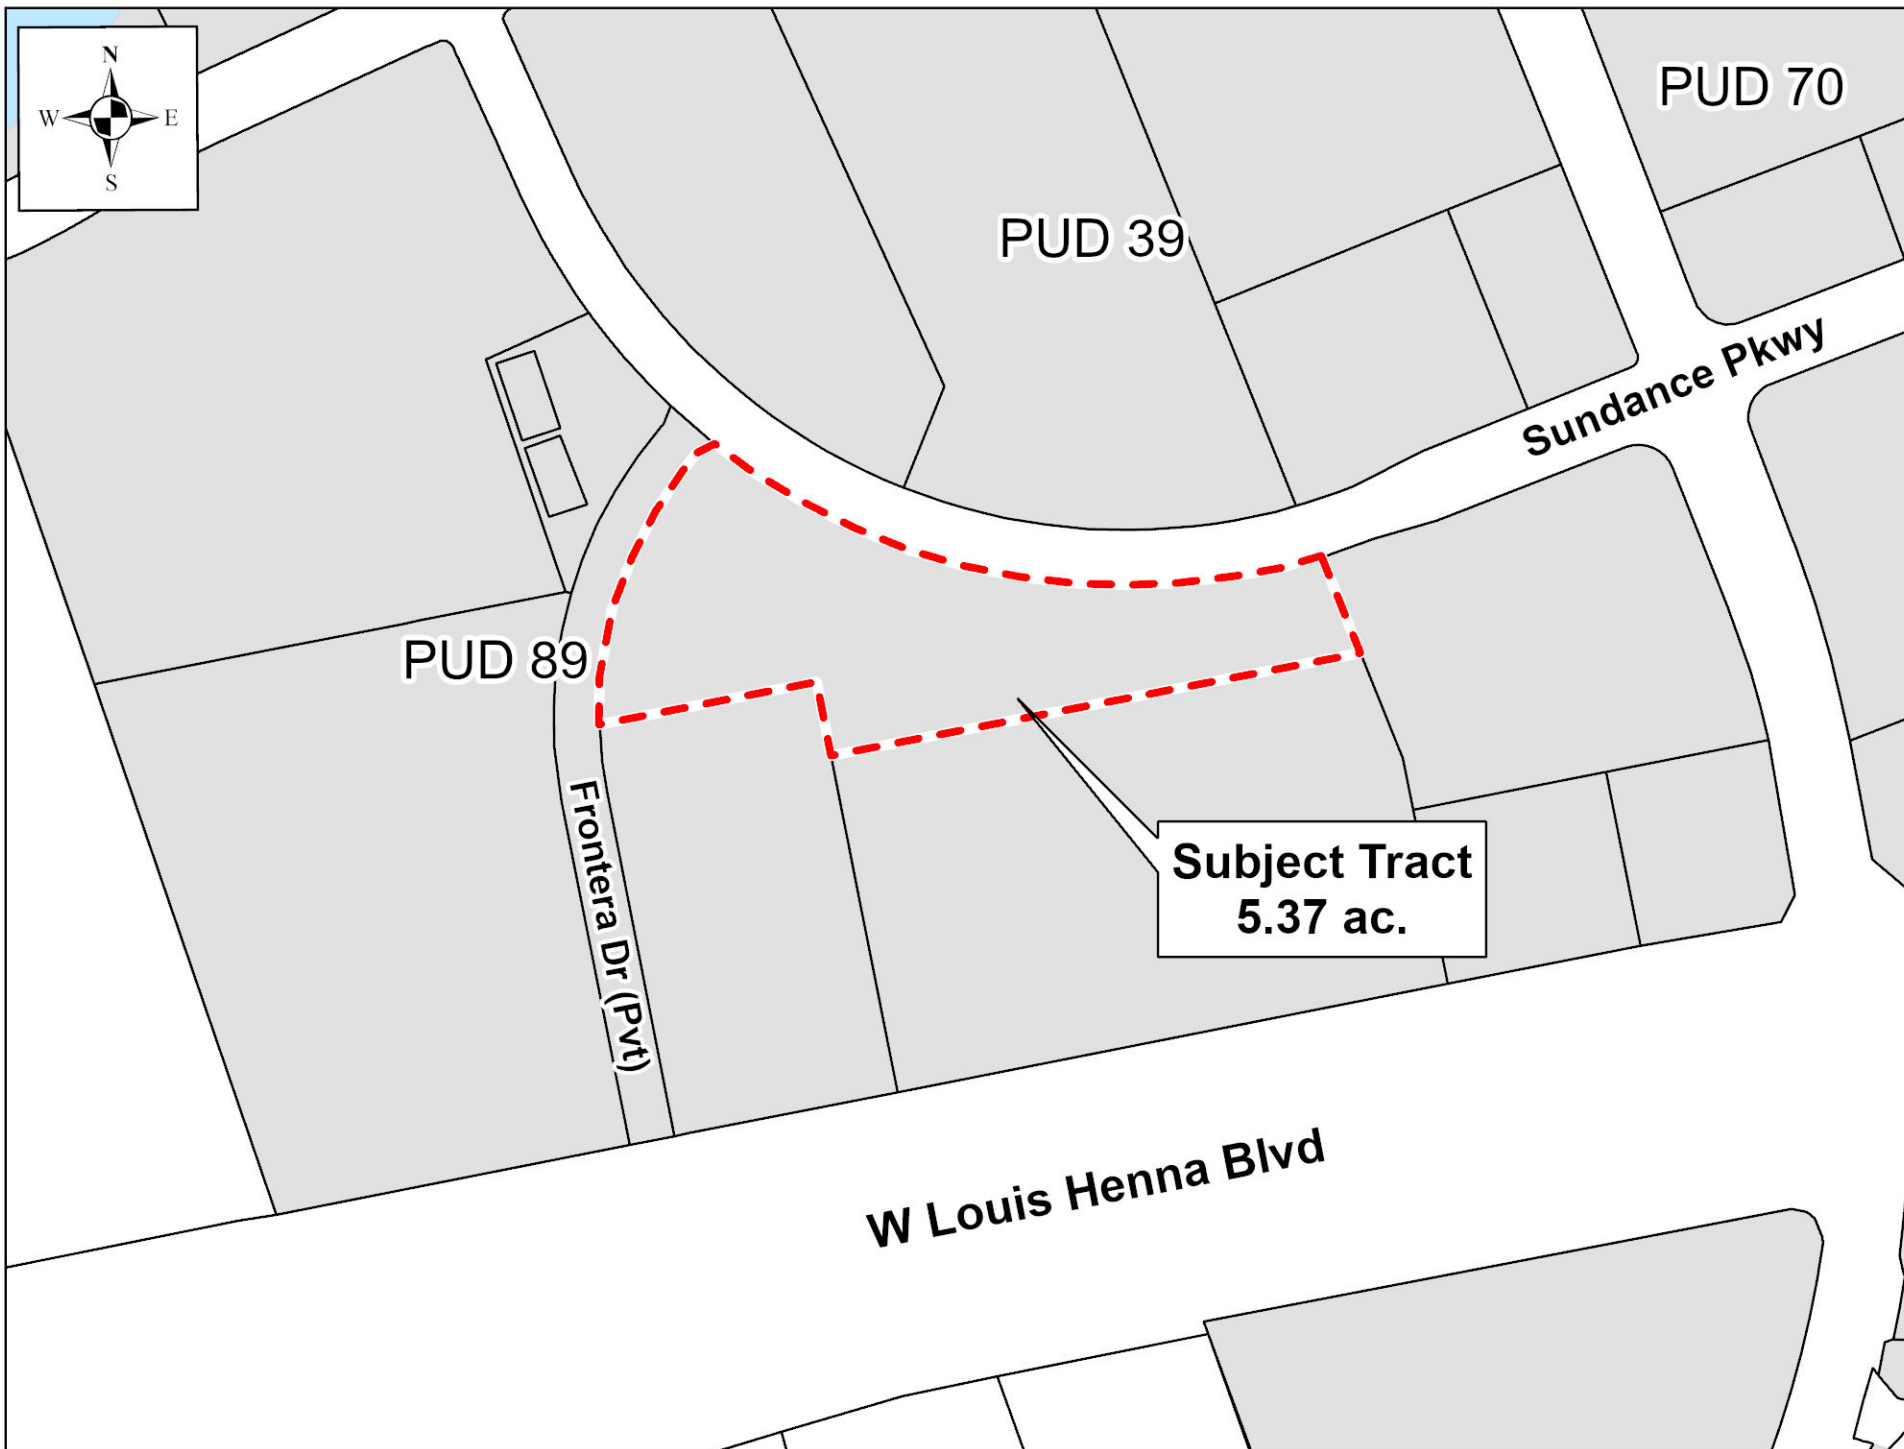 N
W E
S
PUD 70
PUD 39
Sundance Pkwy
PUD 89
Frontera Dr (Pvt)
Subject Tract
5.37 ac.
W Louis Henna Blvd